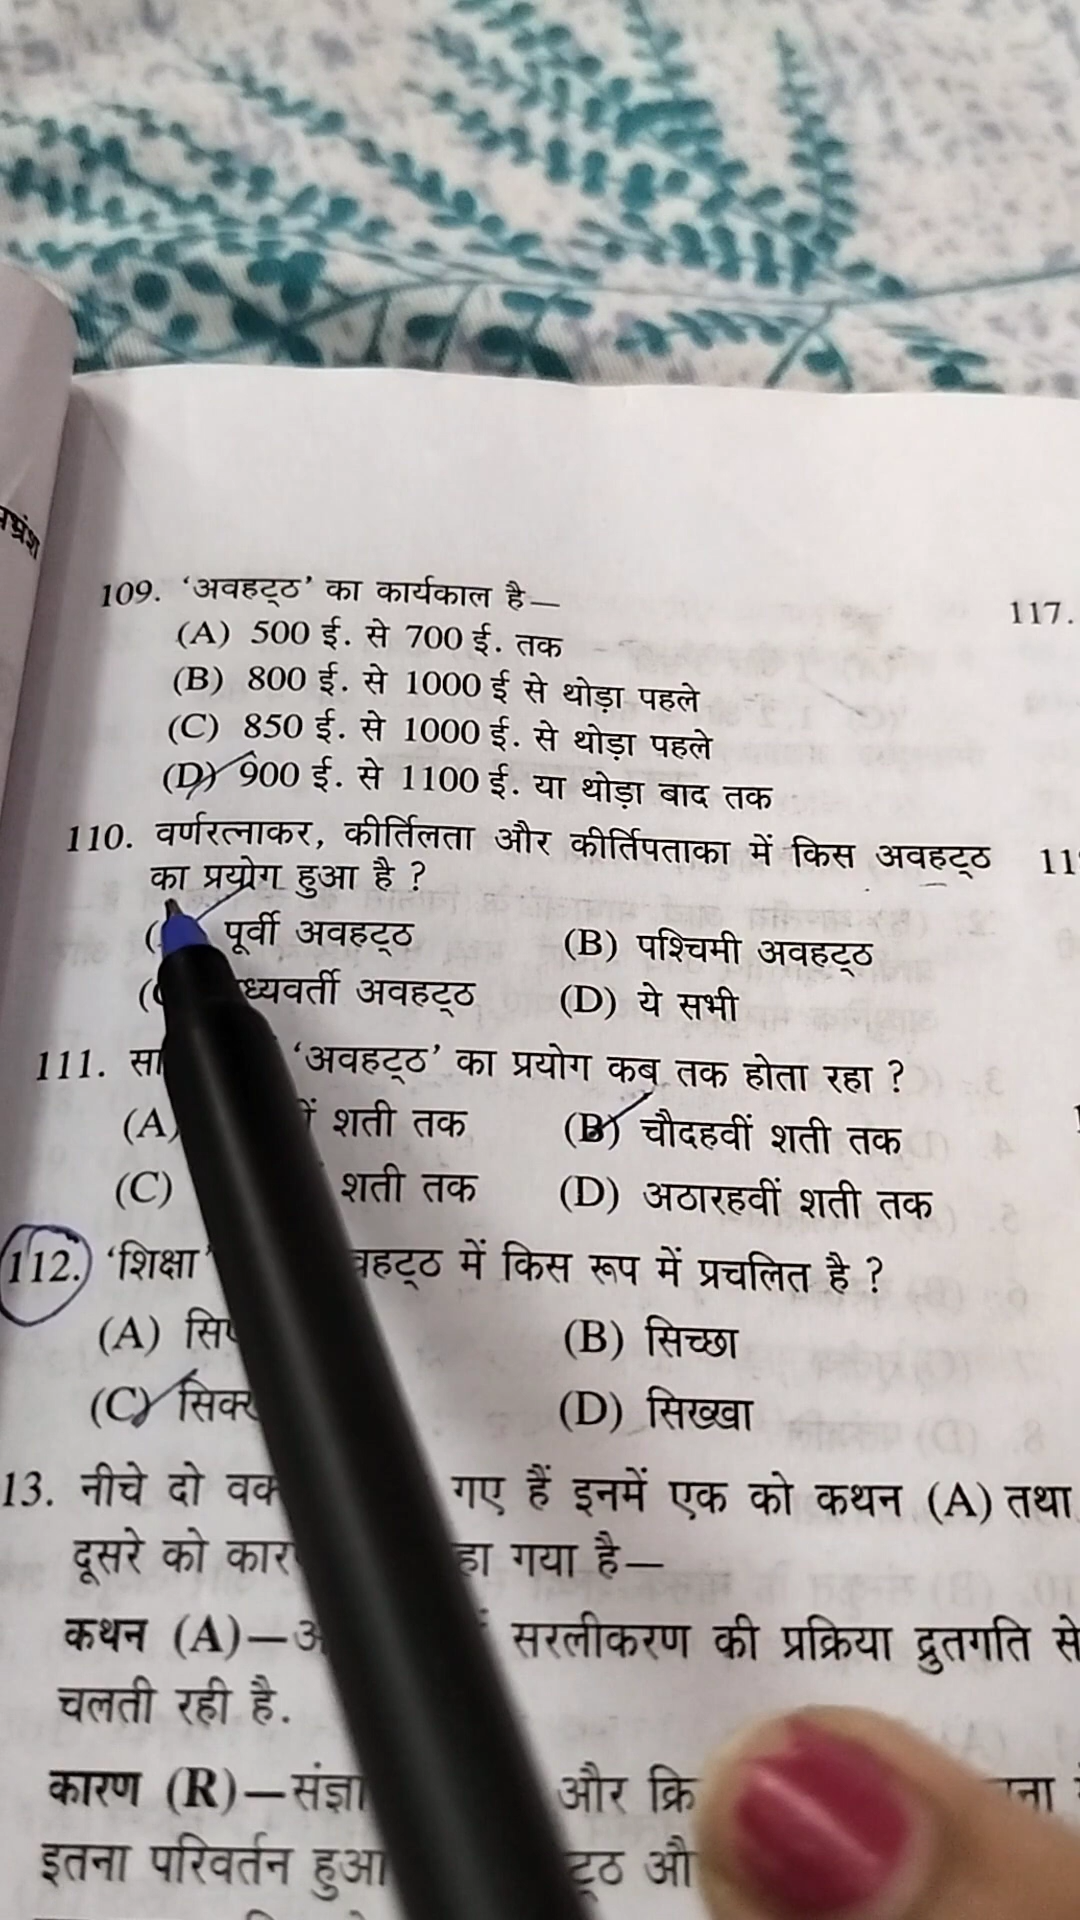 109. ‘अवहट्ठ’ का कार्यकाल है—
(A) 500 ई. से 700 ई. तक
(B) 800 ई. से 1000 ई से थोड़ा पहले
(C) 850 ई. से 1000 ई. से थोड़ा पहले
(D) 900 ई. से 1100 ई. या थोड़ा बाद तक
110. वर्णरत्नाकर, कीर्तिलता और कीर्तिपताका में किस अवहट्ठ
का प्रयोग हुआ है ?
पूर्वी अवहट्ठ (B) पश्चिमी अवहट्ठ
अवहट्ठ (D) ये सभी
111. ‘अवहट्ठ’ का प्रयोग कब तक होता रहा ?
(A) शती तक (B) चौदहवीं शती तक
(C) शती तक (D) अठारहवीं शती तक
112. ‘शिक्षा’ में किस रूप में प्रचलित है ?
(A) (B) सिच्छा
(C) (D) सिख्खा
13. नीचे दो गए हैं इनमें एक को कथन (A) तथा
दूसरे को गया है—
कथन (A)— सरलीकरण की प्रक्रिया द्रुतगति से
चलती रही है.
कारण (R)—संज्ञा और
इतना परिवर्तन हुआ
117.